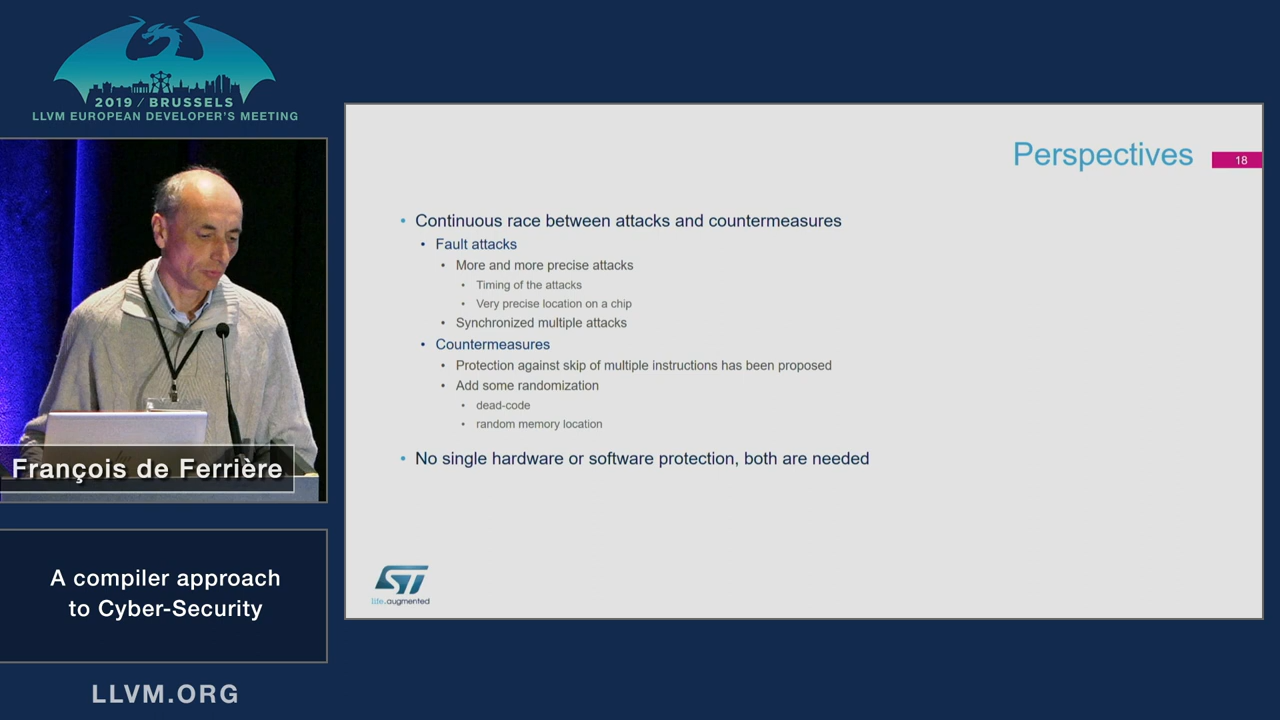 2019 / BRUSSELS
LLVM EUROPEAN DEVELOPER'S MEETING
François de Ferrière
A compiler approach
to Cyber-Security
LLVM.ORG
Perspectives
18
• Continuous race between attacks and countermeasures
• Fault attacks
• More and more precise attacks
• Timing of the attacks
• Very precise location on a chip
• Synchronized multiple attacks
• Countermeasures
• Protection against skip of multiple instructions has been proposed
• Add some randomization
• dead-code
• random memory location
• No single hardware or software protection, both are needed
ST
life.augmented